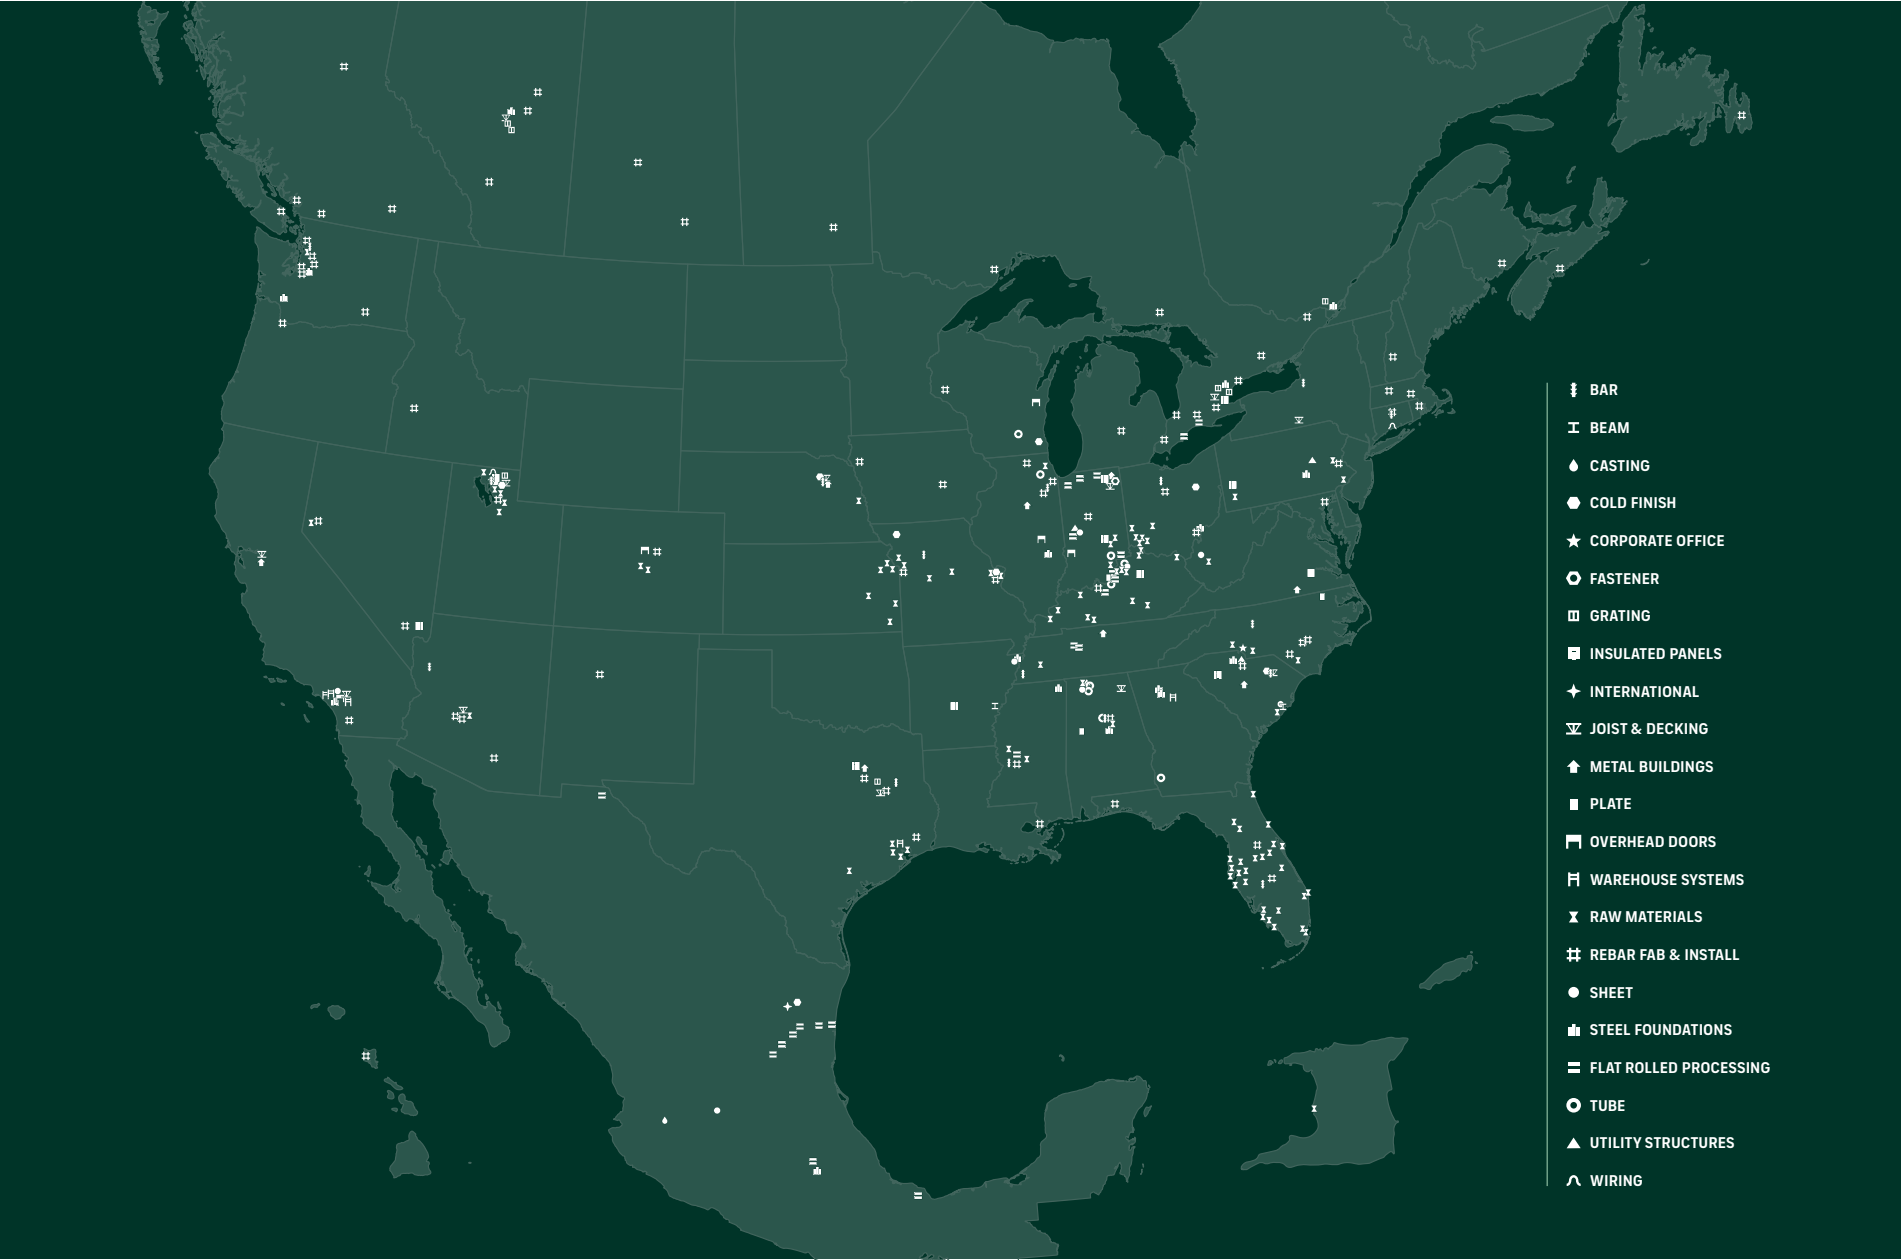 BAR
BEAM
CASTING
COLD FINISH
CORPORATE OFFICE
FASTENER
GRATING
INSULATED PANELS
INTERNATIONAL
JOIST & DECKING
METAL BUILDINGS
PLATE
OVERHEAD DOORS
WAREHOUSE SYSTEMS
RAW MATERIALS
REBAR FAB & INSTALL
SHEET
STEEL FOUNDATIONS
FLAT ROLLED PROCESSING
TUBE
UTILITY STRUCTURES
WIRING